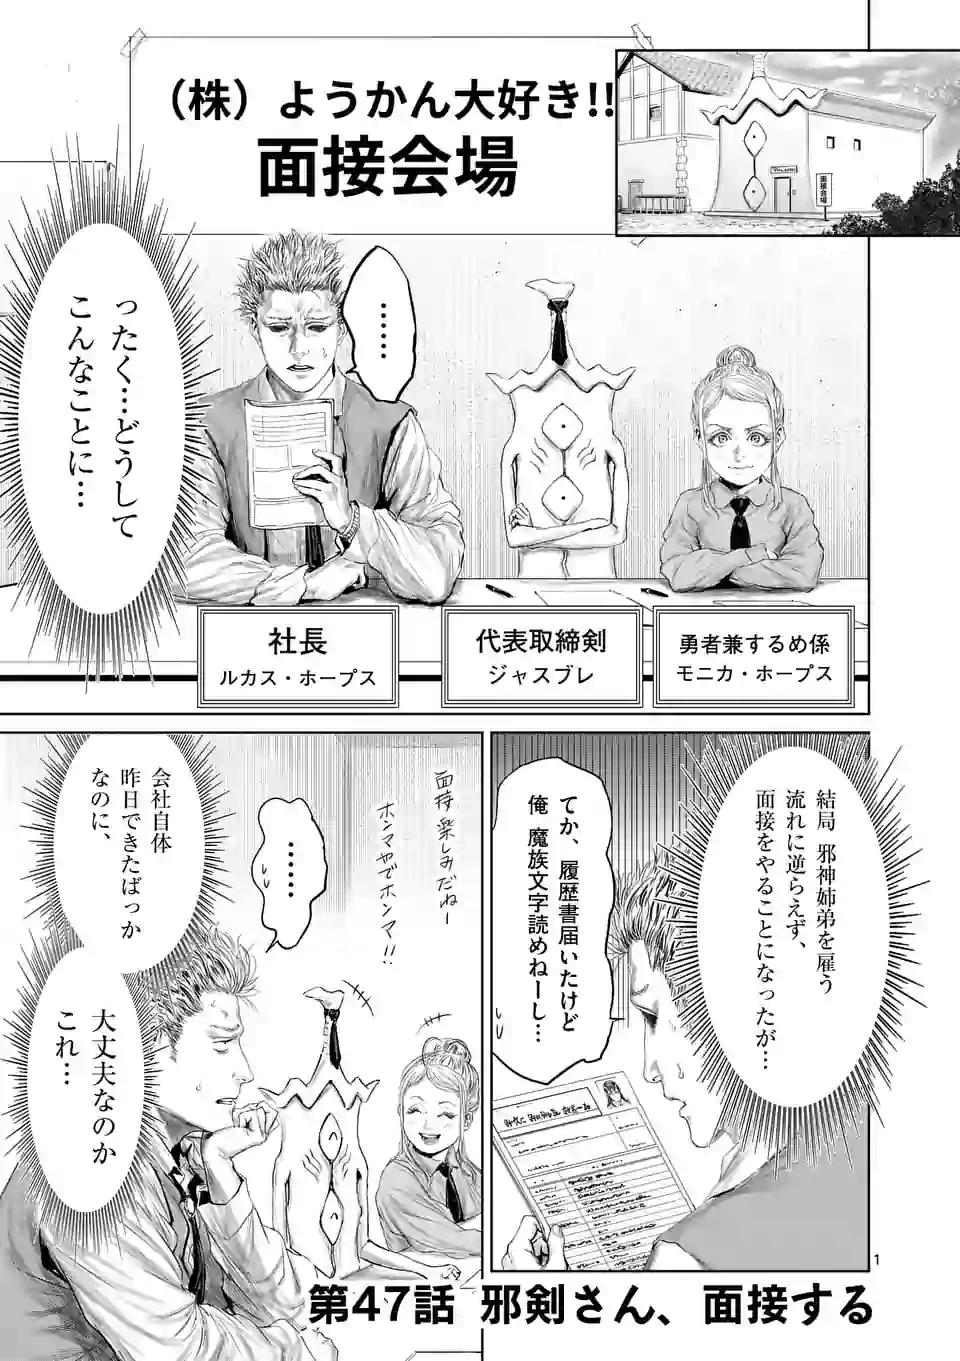 （株）ようかん大好き!!
面接会場
面接会場
ったく…どうして
こんなことに…
……
社長
ルカス・ホープス
代表取締剣
ジャスブレ
勇者兼するめ係
モニカ・ホープス
結局 邪神姉弟を雇う
流れに逆らえず、
面接をやることになったが…
てか、履歴書届いたけど
俺 魔族文字読めねーし…
面接楽しみだねー
ホンマやでホンマ!!
……
会社自体
昨日できたばっか
なのに、
大丈夫なのか
これ…
1
第47話 邪剣さん、面接する